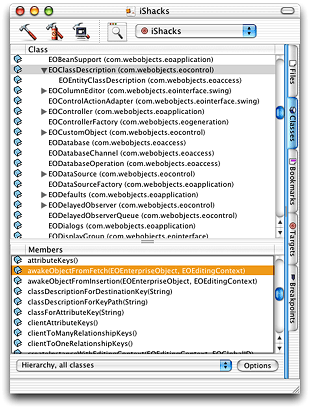 iShacks
iShacks
Class
EOBeanSupport (com.webobjects.eoapplication)
EOClassDescription (com.webobjects.eocontrol)
EOEntityClassDescription (com.webobjects.eoaccess)
EOColumnEditor (com.webobjects.eointerface.swing)
EOControlActionAdapter (com.webobjects.eointerface.swing)
EOController (com.webobjects.eoapplication)
EOControllerFactory (com.webobjects.eogeneration)
EOCustomObject (com.webobjects.eocontrol)
EODatabase (com.webobjects.eoaccess)
EODatabaseChannel (com.webobjects.eoaccess)
EODatabaseOperation (com.webobjects.eoaccess)
EODataSource (com.webobjects.eocontrol)
EODataSourceFactory (com.webobjects.eoapplication)
EODefaults (com.webobjects.eoapplication)
EODelayedObserver (com.webobjects.eocontrol)
EODelayedObserverQueue (com.webobjects.eocontrol)
EODialogs (com.webobjects.eoapplication)
EODisplayGroup (com.webobjects.eointerface)
Files
Classes
Bookmarks
Targets
Breakpoints
Members
attributeKeys()
awakeObjectFromFetch(EOEnterpriseObject, EOEditingContext)
awakeObjectFromInsertion(EOEnterpriseObject, EOEditingContext)
classDescriptionForDestinationKey(String)
classDescriptionForKeyPath(String)
classForAttributeKey(String)
clientAttributeKeys()
clientToManyRelationshipKeys()
clientToOneRelationshipKeys()
createInstanceWithEditingContext(EOEditingContext, EOGlobalID)
Hierarchy, all classes
Options